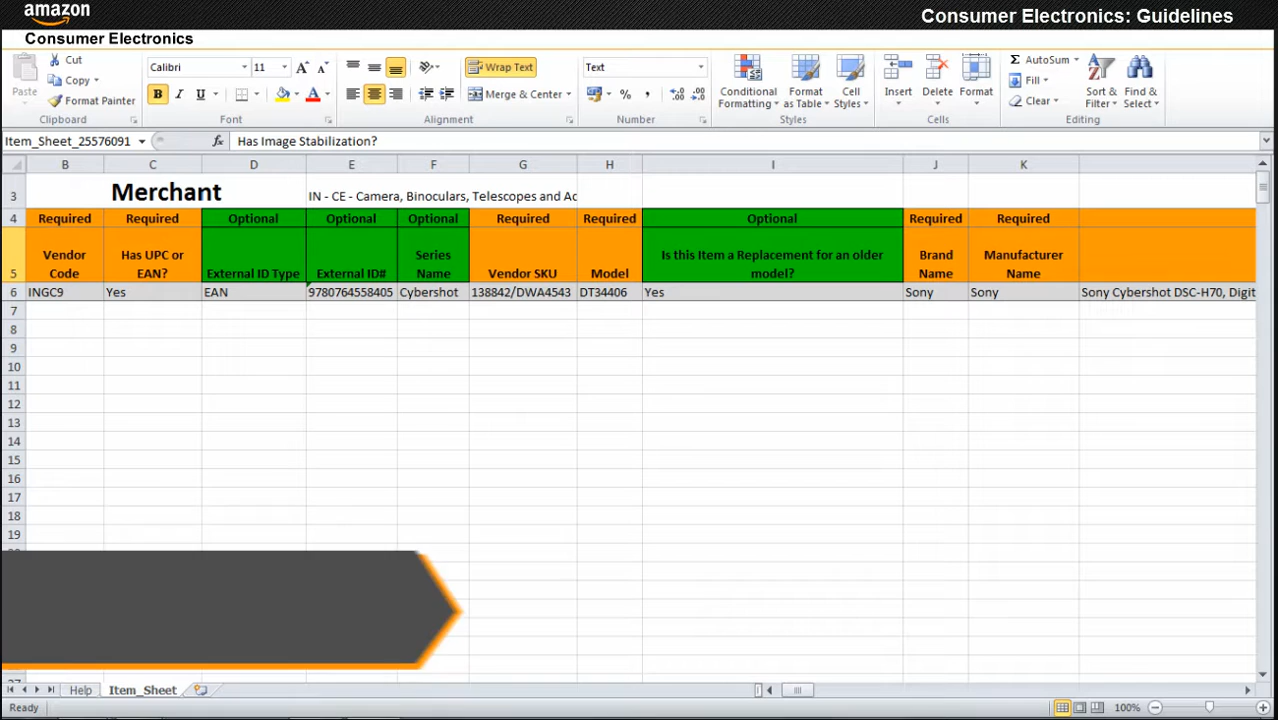 amazon
Consumer Electronics: Guidelines
Consumer Electronics
Paste
Cut
Copy
Format Painter
Clipboard
Calibri 11 A A
B I U A
Font
Wrap Text
Merge & Center
Alignment
Text
% ,
Number
Conditional Formatting
Format as Table
Cell Styles
Styles
Insert Delete Format
Cells
Σ AutoSum
Fill
Clear
Sort & Filter
Find & Select
Editing
Item_Sheet_25576091 fx Has Image Stabilization?
B C D E F G H I J K
3 Merchant IN - CE - Camera, Binoculars, Telescopes and Ac
4 Required Required Optional Optional Optional Required Required Optional Required Required
5 Vendor Code Has UPC or EAN? External ID Type External ID# Series Name Vendor SKU Model Is this Item a Replacement for an older model? Brand Name Manufacturer Name
6 INGC9 Yes EAN 9780764558405 Cybershot 138842/DWA4543 DT34406 Yes Sony Sony Sony Cybershot DSC-H70, Digit
7
8
9
10
11
12
13
14
15
16
17
18
19
Help Item_Sheet
Ready 100%